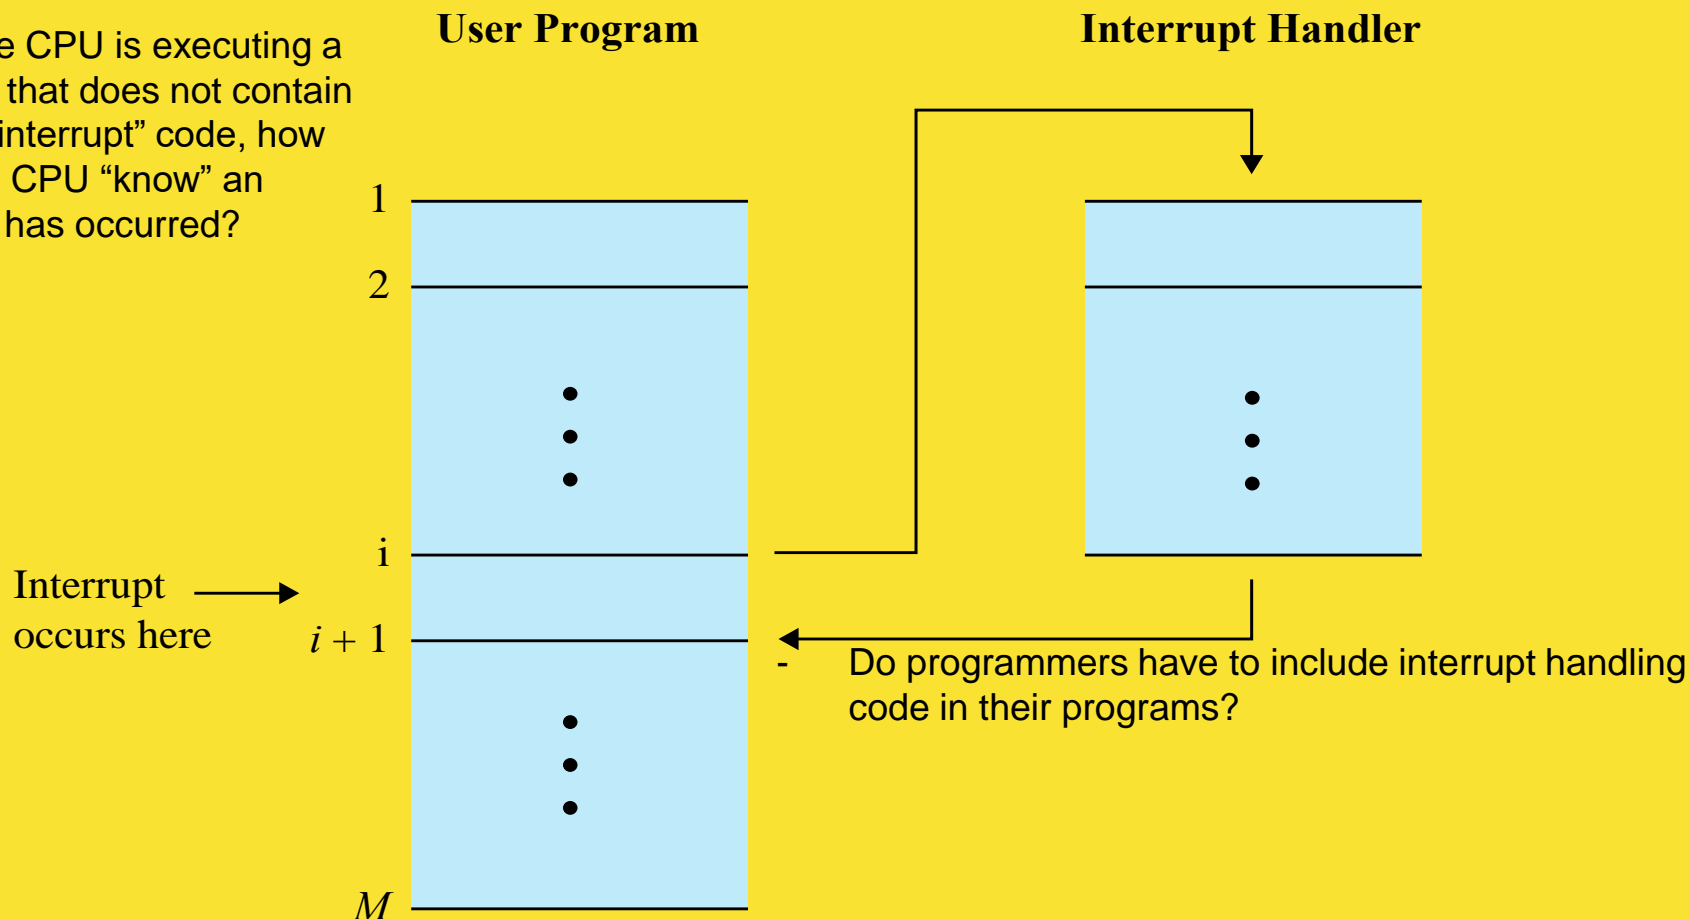 User Program
Interrupt Handler
e CPU is executing a
that does not contain
interrupt” code, how
CPU “know” an
has occurred?
1
2
i
Interrupt
occurs here
i + 1
- Do programmers have to include interrupt handling
code in their programs?
M